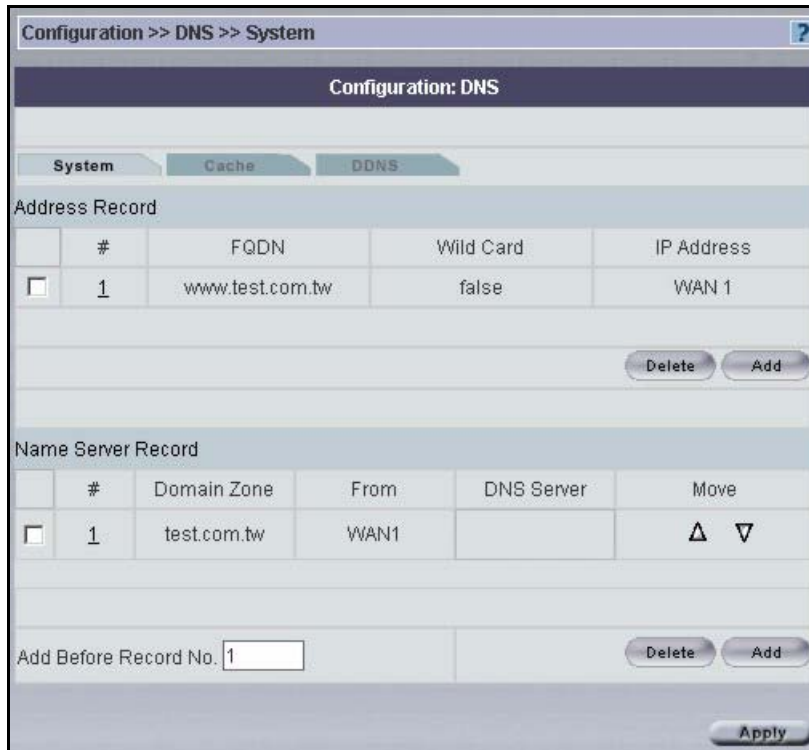 Configuration >> DNS >> System ?
Configuration: DNS
System Cache DDNS
Address Record
# FQDN Wild Card IP Address
1 www.test.com.tw false WAN 1
Delete Add
Name Server Record
# Domain Zone From DNS Server Move
1 test.com.tw WAN1
Add Before Record No. 1 Delete Add
Apply